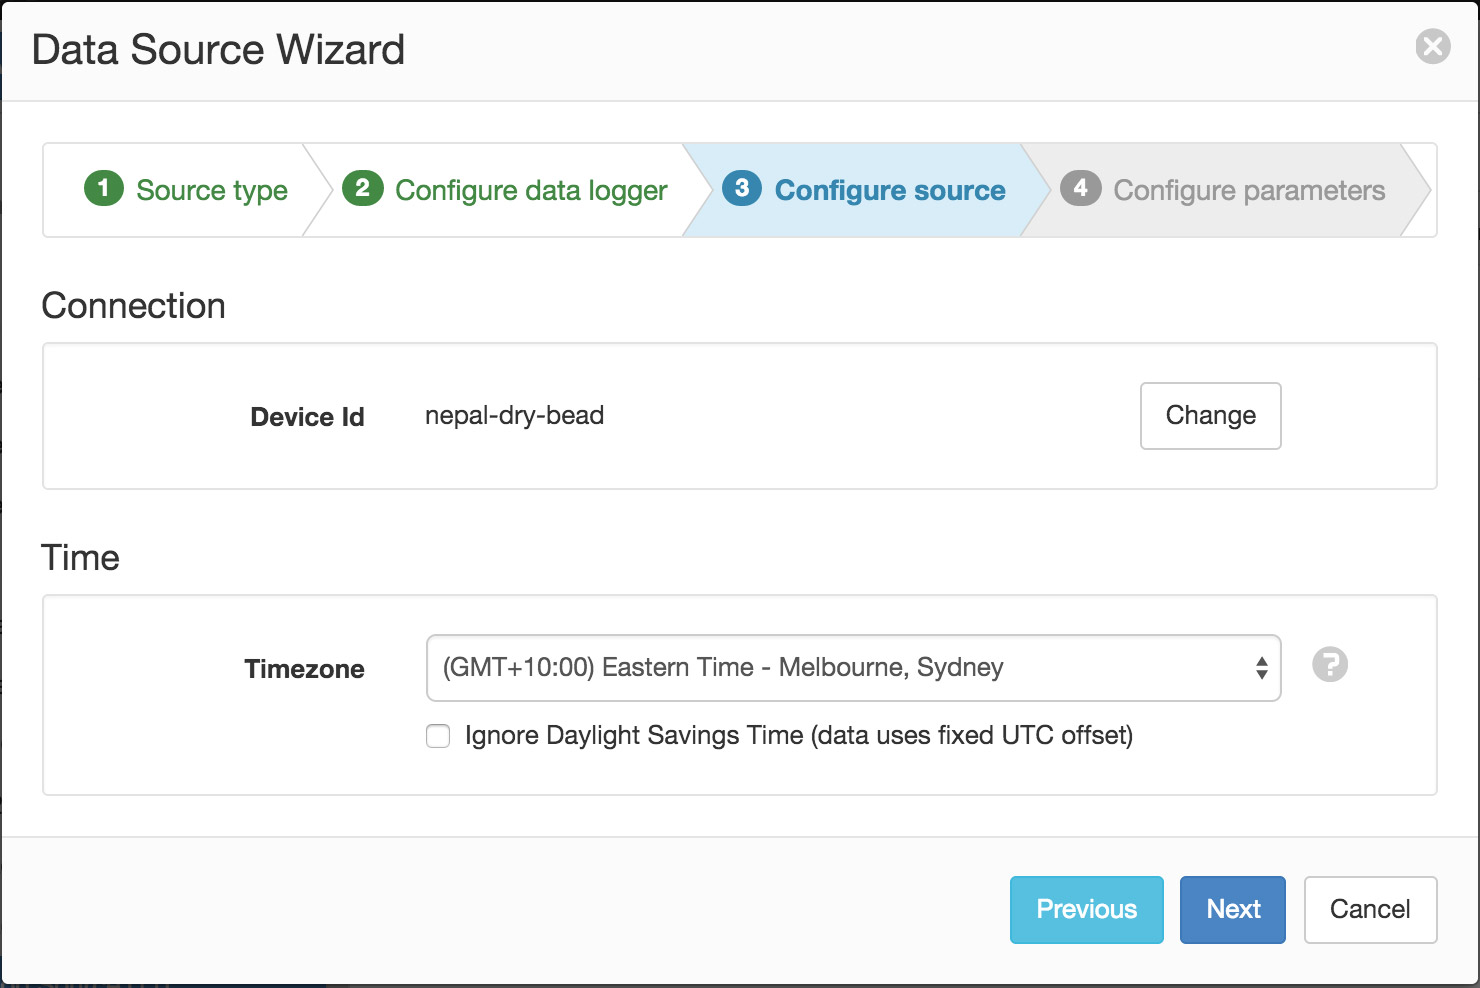 Data Source Wizard
1 Source type 2 Configure data logger 3 Configure source 4 Configure parameters
Connection
Device Id nepal-dry-bead Change
Time
Timezone (GMT+10:00) Eastern Time - Melbourne, Sydney ?
Ignore Daylight Savings Time (data uses fixed UTC offset)
Previous Next Cancel